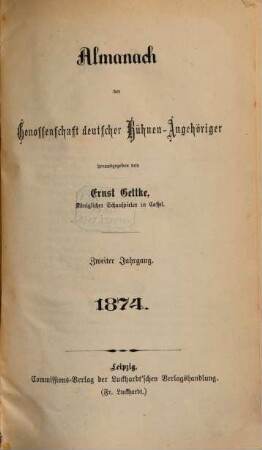 Almanach
der
Genossenschaft deutscher Bühnen-Angehöriger
herausgegeben von
Ernst Gettke,
Königlicher Schauspieler in Cassel.
Zweiter Jahrgang.
1874.
Leipzig.
Commissions-Verlag der Luckhardt'schen Verlagshandlung.
(Fr. Luckhardt.)